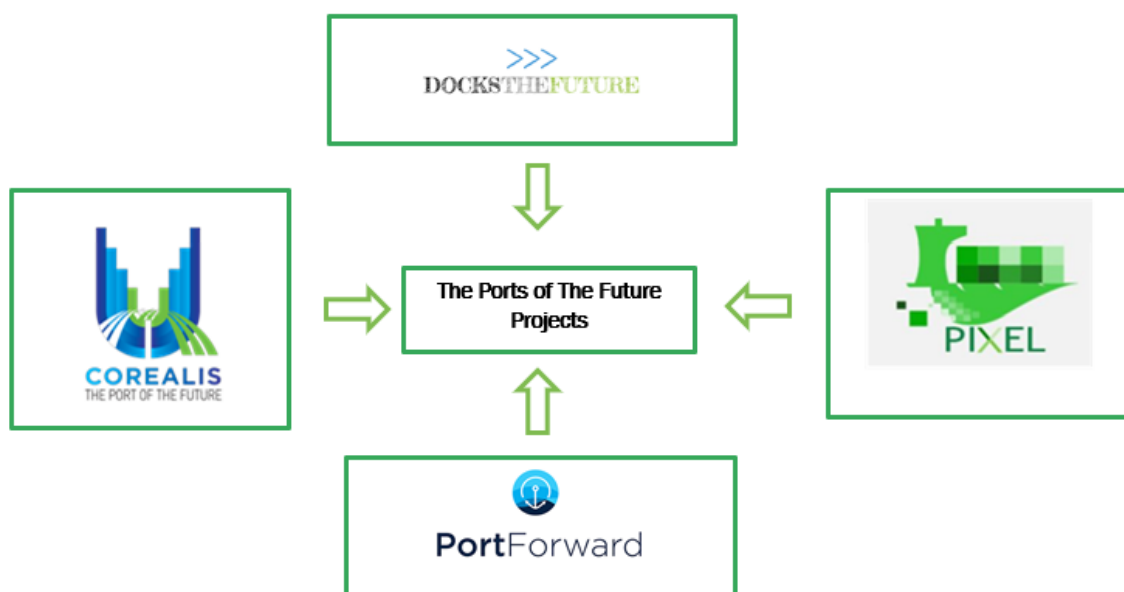 >>>
DOCKSTHEFUTURE
COREALIS
THE PORT OF THE FUTURE
The Ports of The Future
Projects
PIXEL
PortForward